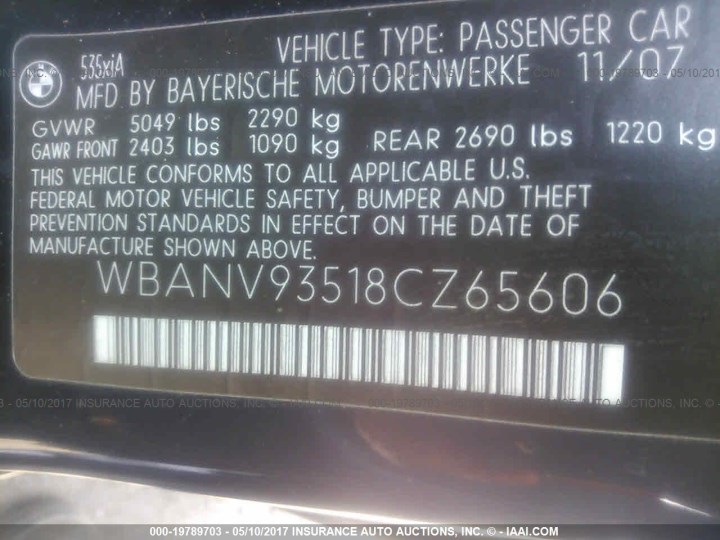 BMW
535xiA
VEHICLE TYPE: PASSENGER CAR
MFD BY BAYERISCHE MOTORENWERKE 11/07
GVWR 5049 lbs 2290 kg
GAWR FRONT 2403 lbs 1090 kg REAR 2690 lbs 1220 kg
THIS VEHICLE CONFORMS TO ALL APPLICABLE U.S.
FEDERAL MOTOR VEHICLE SAFETY, BUMPER AND THEFT
PREVENTION STANDARDS IN EFFECT ON THE DATE OF
MANUFACTURE SHOWN ABOVE.
WBANV93518CZ65606
000-19789703 - 05/10/2017 INSURANCE AUTO AUCTIONS, INC. © - IAAI.COM